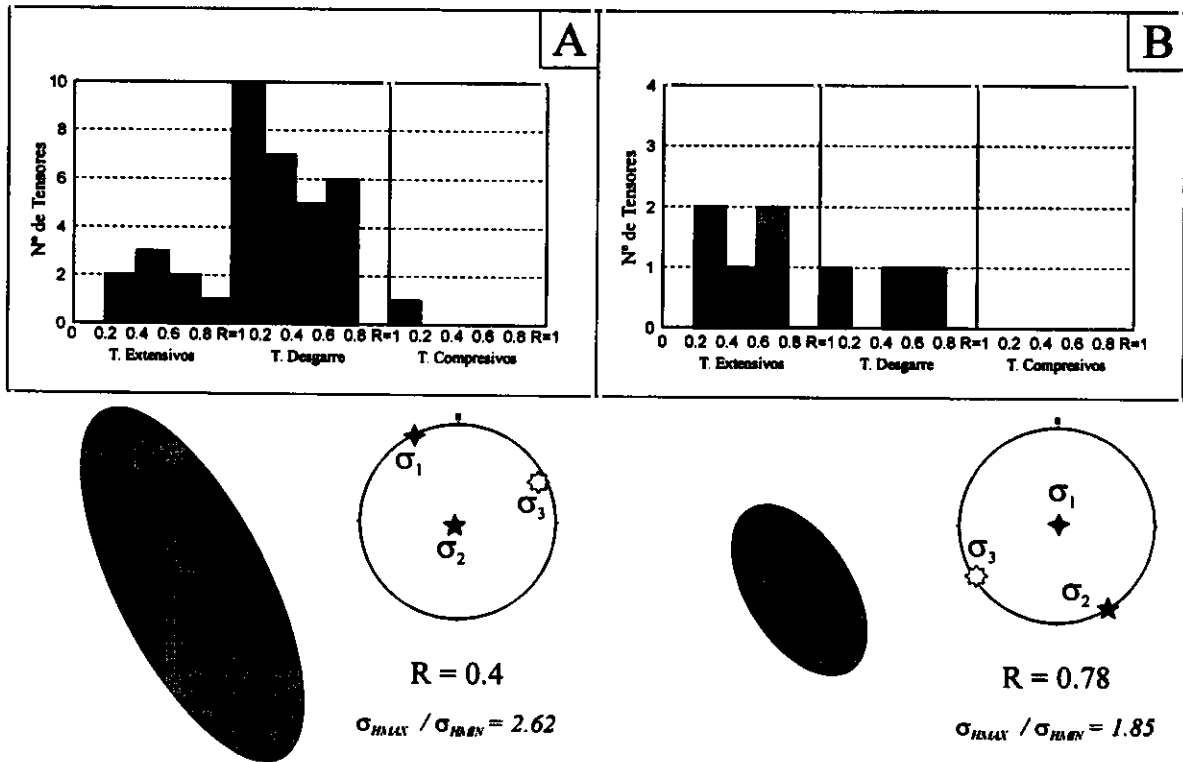 A
10
8
6
4
2
0
Nº de Tensores
0 0.2 0.4 0.6 0.8 R=1 0.2 0.4 0.6 0.8 R=1 0.2 0.4 0.6 0.8 R=1
T. Extensivos T. Desgarre T. Compresivos
B
4
3
2
1
0
Nº de Tensores
0 0.2 0.4 0.6 0.8 R=1 0.2 0.4 0.6 0.8 R=1 0.2 0.4 0.6 0.8 R=1
T. Extensivos T. Desgarre T. Compresivos
σ1
σ3
σ2
R = 0.4
σHMAX / σHMIN = 2.62
σ1
σ3
σ2
R = 0.78
σHMAX / σHMIN = 1.85